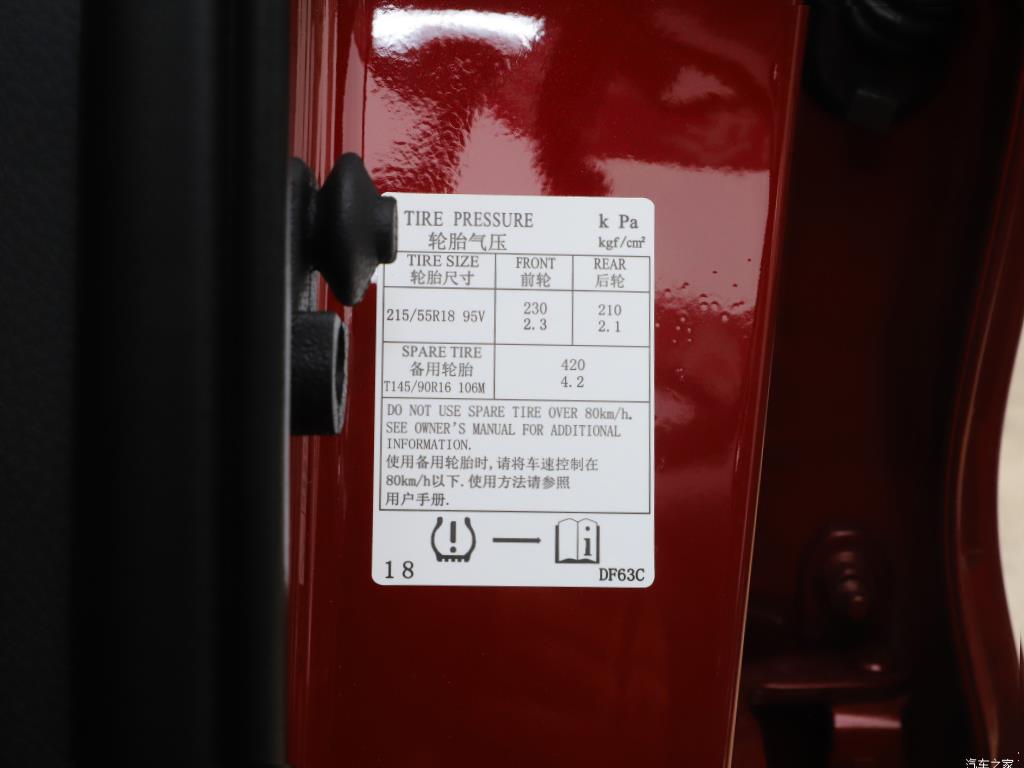 TIRE PRESSURE k Pa
轮胎气压 kgf/cm²
TIRE SIZE FRONT REAR
轮胎尺寸 前轮 后轮
215/55R18 95V 230 210
2.3 2.1
SPARE TIRE
备用轮胎 420
T145/90R16 106M 4.2
DO NOT USE SPARE TIRE OVER 80km/h.
SEE OWNER'S MANUAL FOR ADDITIONAL
INFORMATION.
使用备用轮胎时,请将车速控制在
80km/h以下.使用方法请参照
用户手册.
18 DF63C
汽车之家